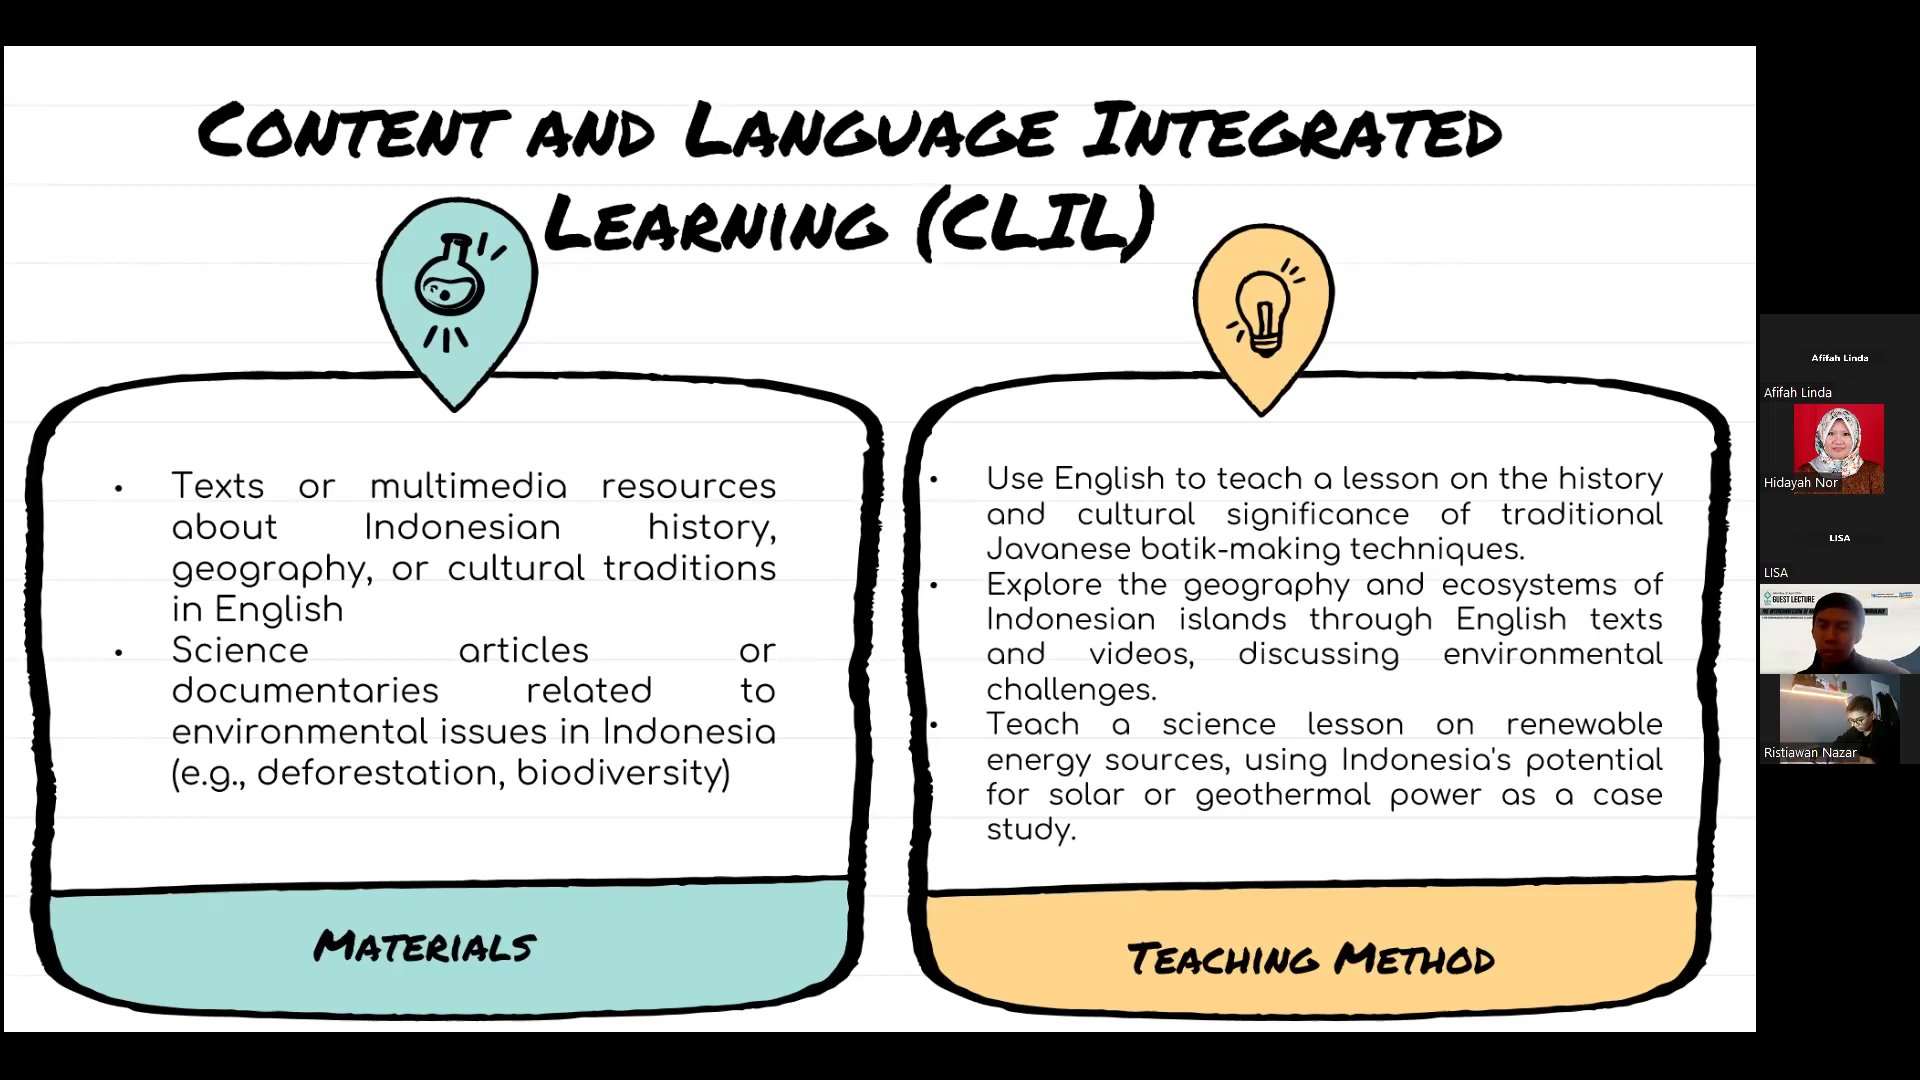 Content and Language Integrated
Learning (CLIL)
• Texts or multimedia resources
about Indonesian history,
geography, or cultural traditions
in English
• Science articles or
documentaries related to
environmental issues in Indonesia
(e.g., deforestation, biodiversity)
Materials
• Use English to teach a lesson on the history
and cultural significance of traditional
Javanese batik-making techniques.
• Explore the geography and ecosystems of
Indonesian islands through English texts
and videos, discussing environmental
challenges.
• Teach a science lesson on renewable
energy sources, using Indonesia's potential
for solar or geothermal power as a case
study.
Teaching Method
Afifah Linda
Afifah Linda
Hidayah Nor
LISA
LISA
GUEST LECTURE
Ristiawan Nazar